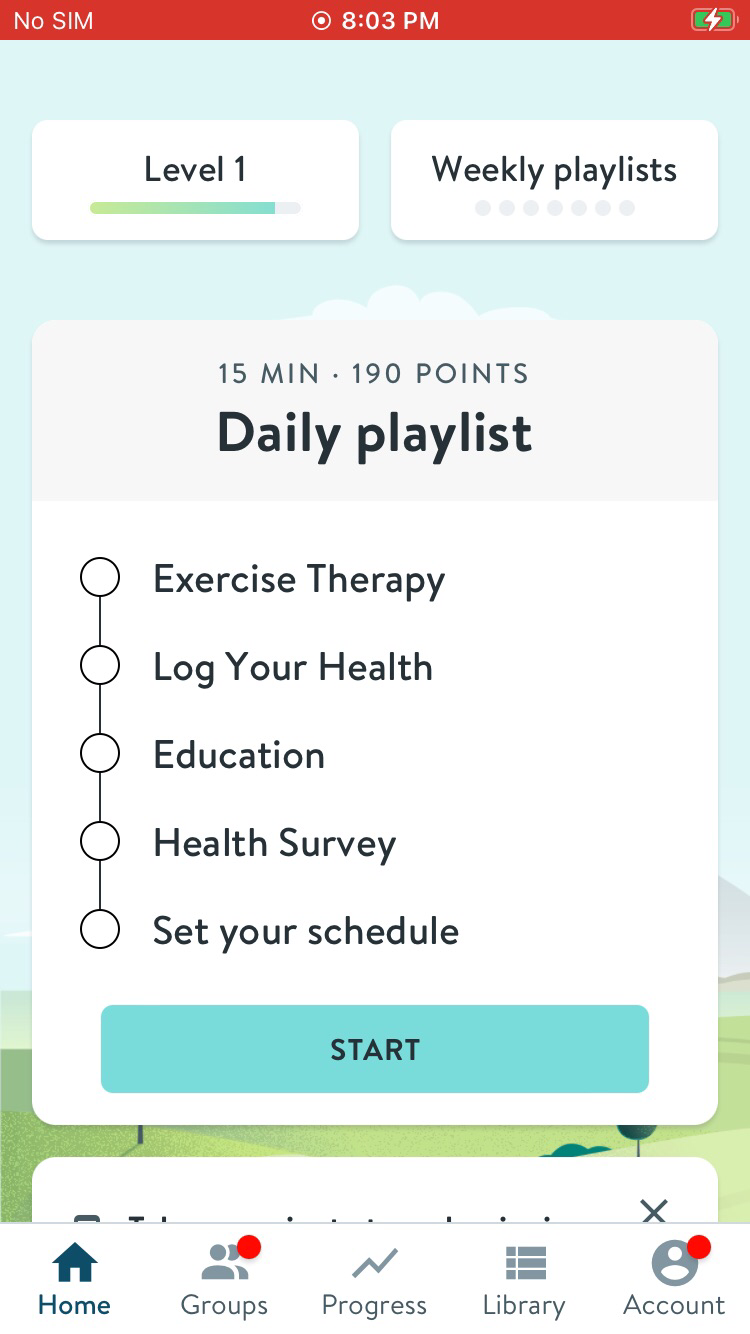 No SIM 8:03 PM
Level 1
Weekly playlists
15 MIN · 190 POINTS
Daily playlist
Exercise Therapy
Log Your Health
Education
Health Survey
Set your schedule
START
Home Groups Progress Library Account